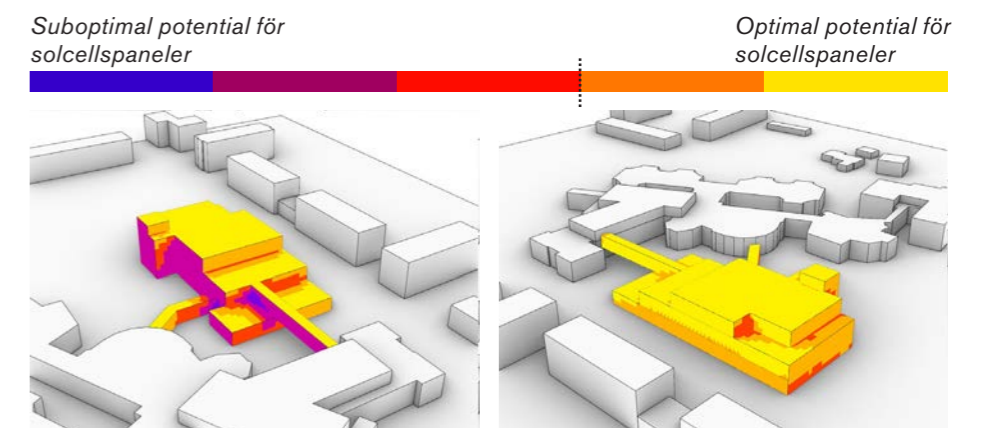 Suboptimal potential för
solcellspaneler
Optimal potential för
solcellspaneler